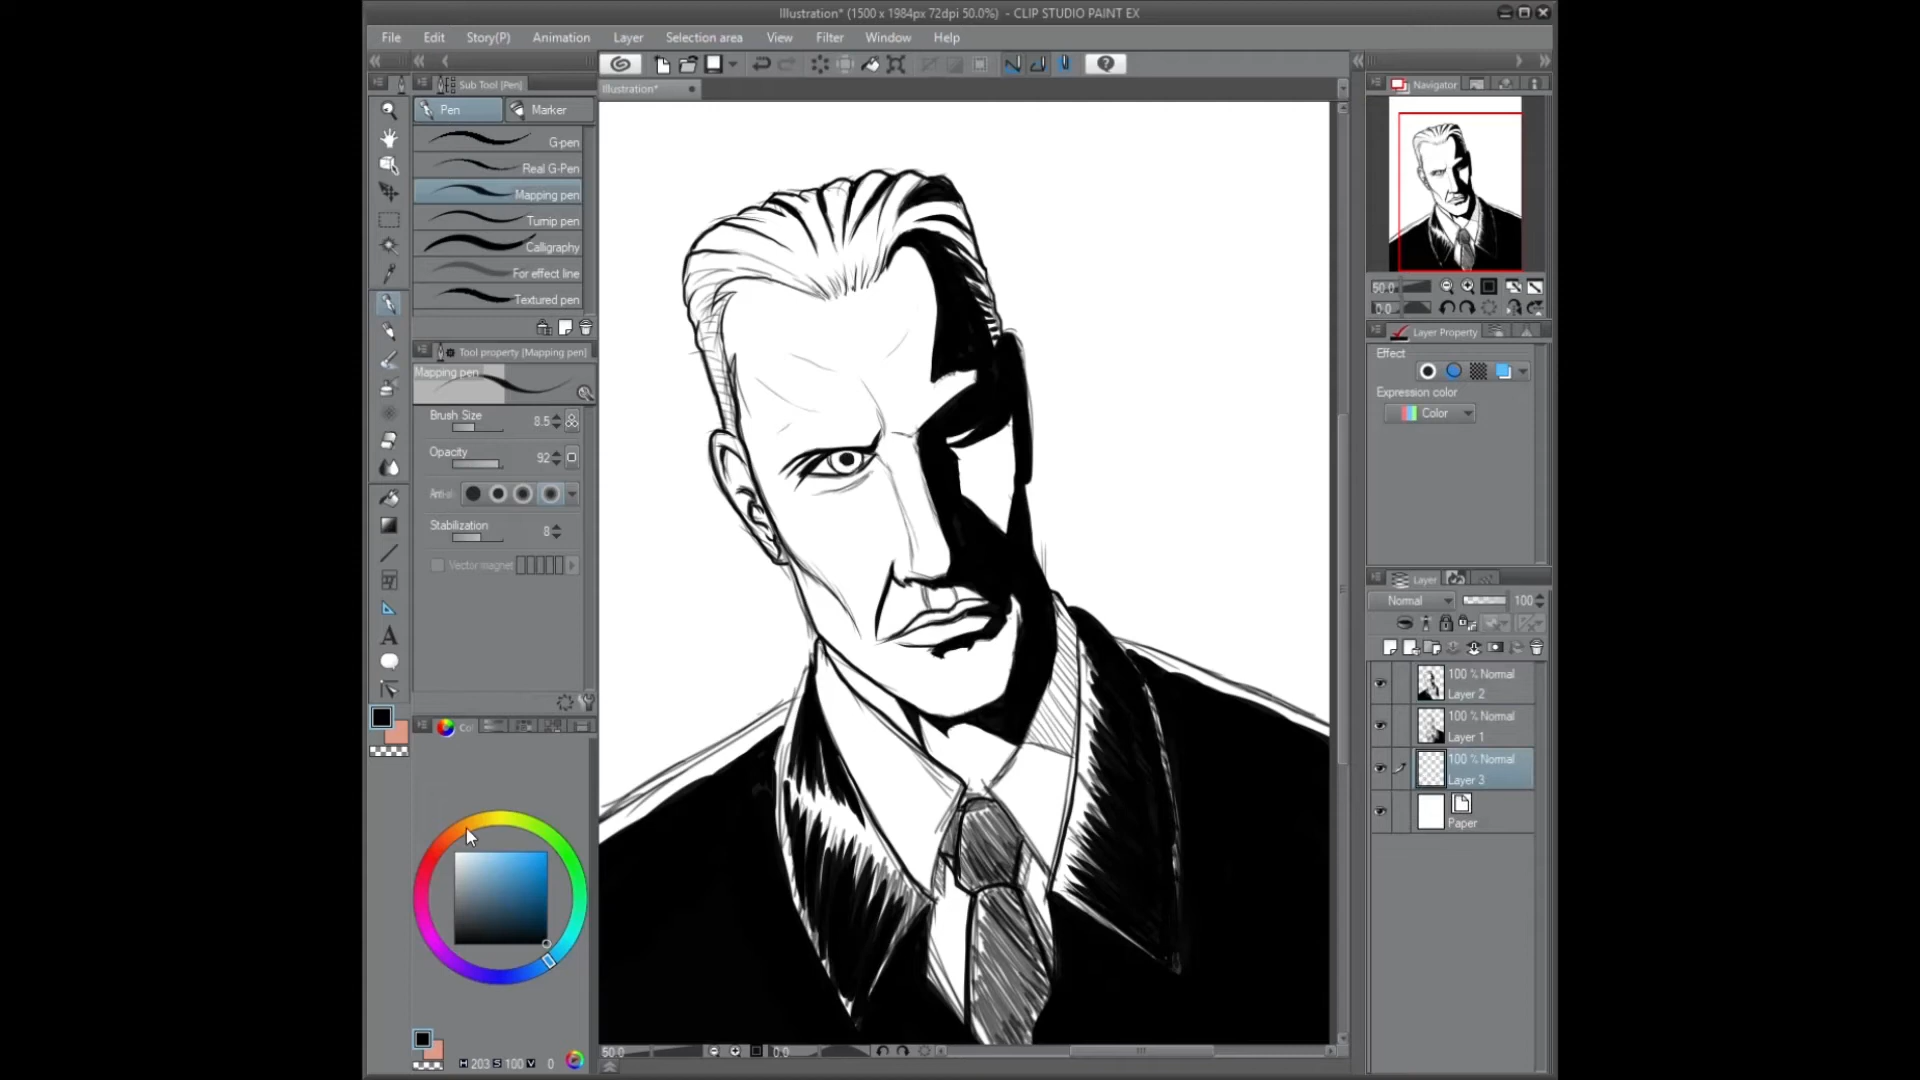 Illustration* (1500 x 1984px 72dpi 50.0%) - CLIP STUDIO PAINT EX
File Edit Story(P) Animation Layer Selection area View Filter Window Help
Sub Tool [Pen]
Illustration*
Navigator
Pen Marker
G-pen
Real G-Pen
Mapping pen
Turnip pen
Calligraphy
For effect line
Textured pen
50.0
0.0
Layer Property
Tool property [Mapping pen]
Mapping pen
Effect
Expression color
Color
Brush Size 8.5
Opacity 92
Stabilization 8
Vector magnet
Layer
Normal 100
100 % Normal
Layer 2
100 % Normal
Layer 1
100 % Normal
Layer 3
Paper
Col
50.0 0.0
H 203 S 100 V 0